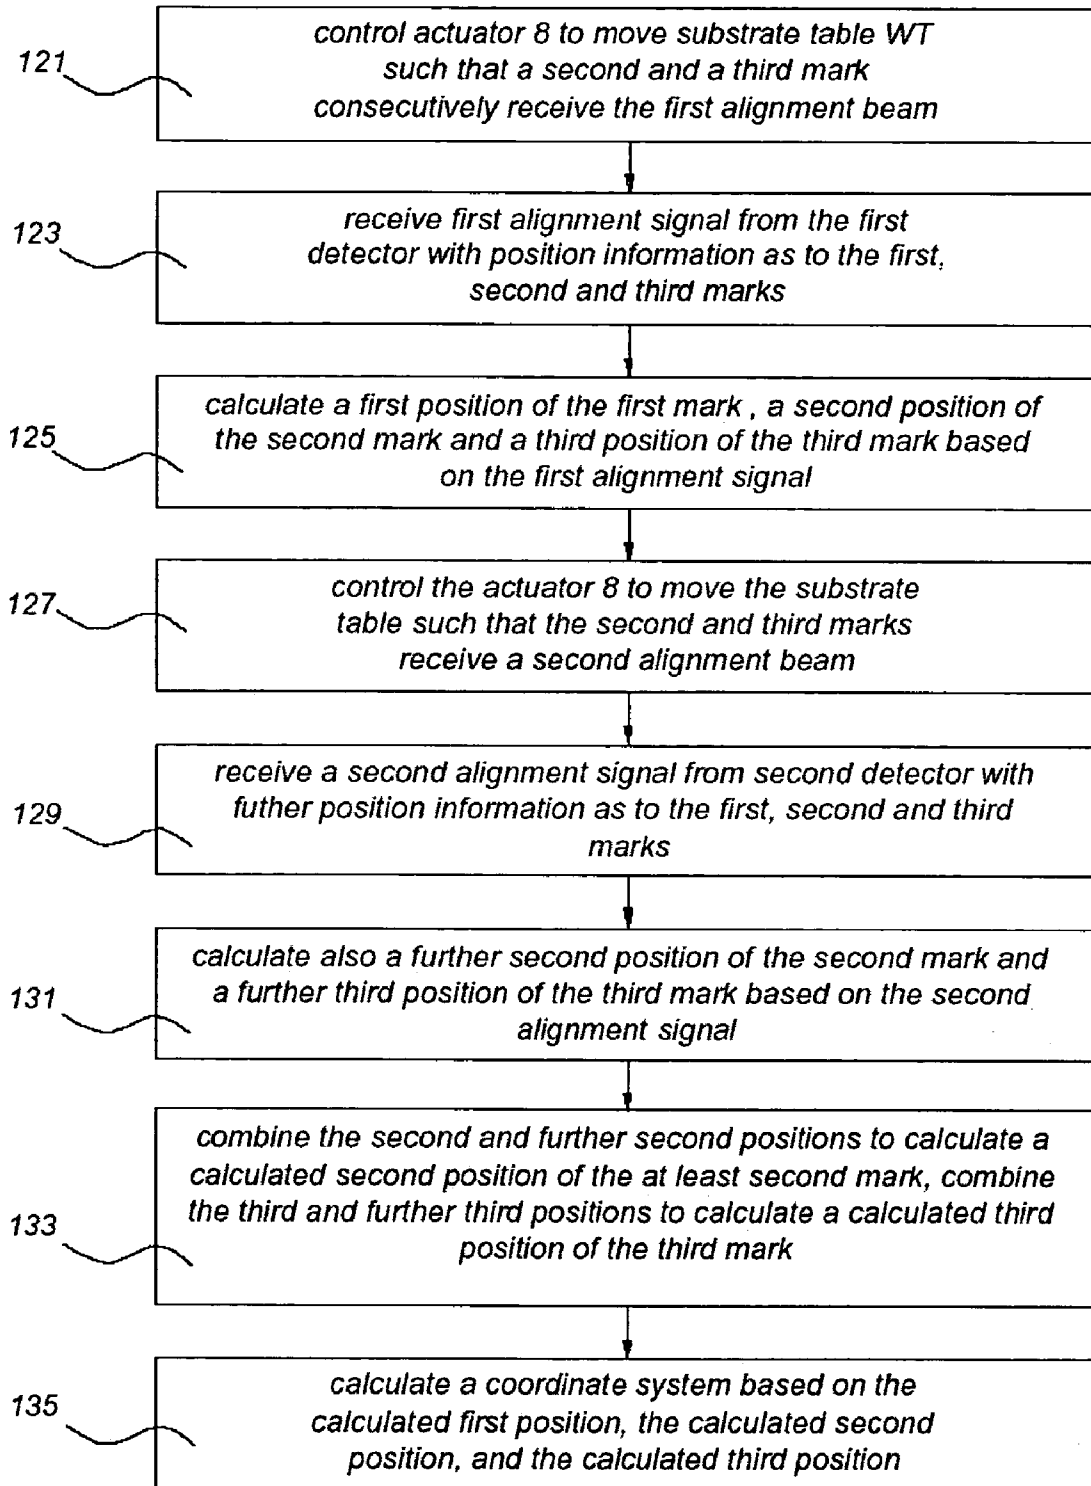 121
control actuator 8 to move substrate table WT
such that a second and a third mark
consecutively receive the first alignment beam
123
receive first alignment signal from the first
detector with position information as to the first,
second and third marks
125
calculate a first position of the first mark , a second position of
the second mark and a third position of the third mark based
on the first alignment signal
127
control the actuator 8 to move the substrate
table such that the second and third marks
receive a second alignment beam
129
receive a second alignment signal from second detector with
futher position information as to the first, second and third
marks
131
calculate also a further second position of the second mark and
a further third position of the third mark based on the second
alignment signal
133
combine the second and further second positions to calculate a
calculated second position of the at least second mark, combine
the third and further third positions to calculate a calculated third
position of the third mark
135
calculate a coordinate system based on the
calculated first position, the calculated second
position, and the calculated third position